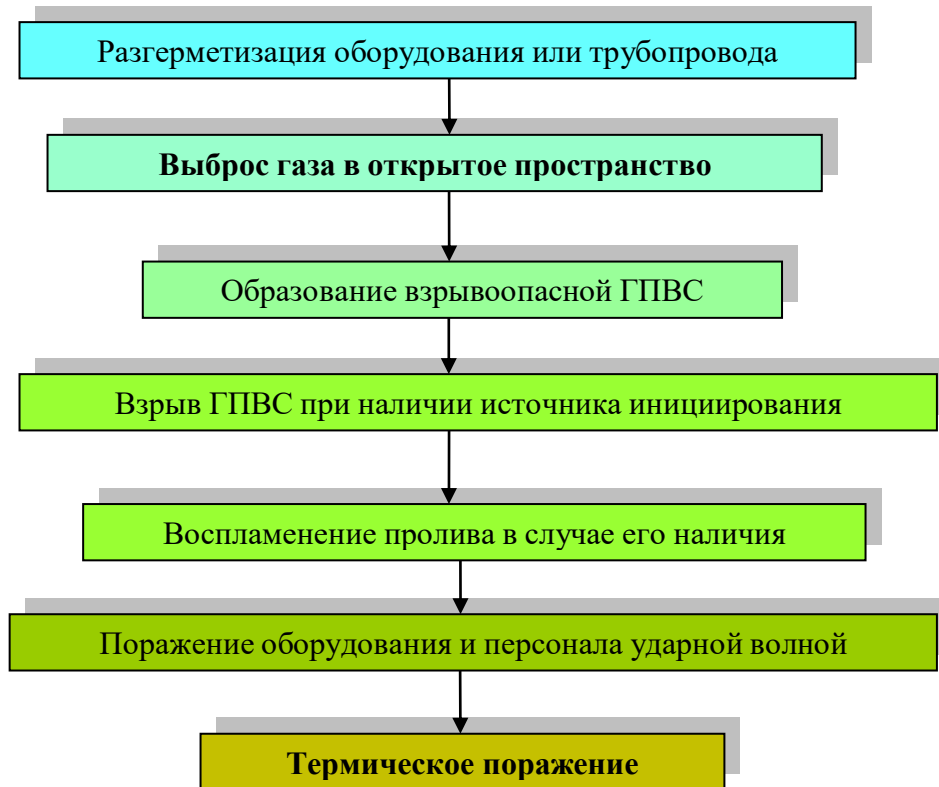 Разгерметизация оборудования или трубопровода
Выброс газа в открытое пространство
Образование взрывоопасной ГПВС
Взрыв ГПВС при наличии источника инициирования
Воспламенение пролива в случае его наличия
Поражение оборудования и персонала ударной волной
Термическое поражение